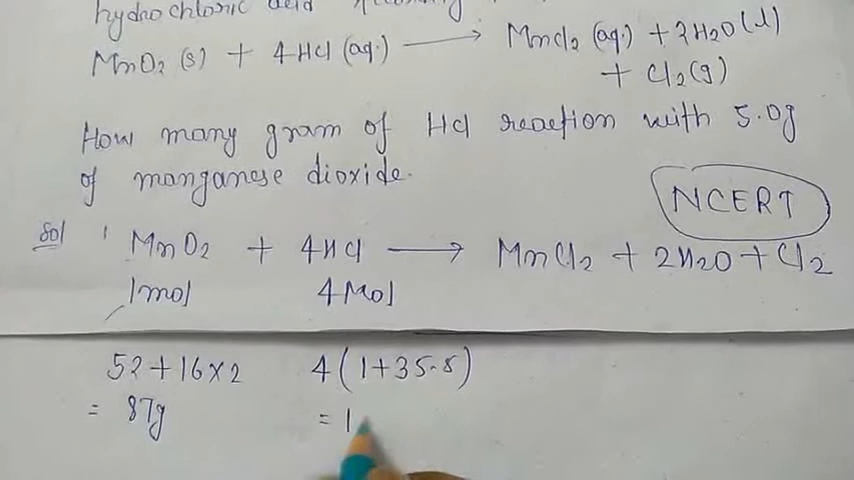 hydrochloric acid According
MnO2 (s) + 4HCl (aq.) ⟶ MnCl2 (aq.) + 2H2O (l)
+ Cl2 (g)
How many gram of HCl reaction with 5.0g
of manganese dioxide.
NCERT
Sol MnO2 + 4HCl ⟶ MnCl2 + 2H2O + Cl2
1mol 4Mol
52+16×2 4(1+35.5)
= 87g = 1